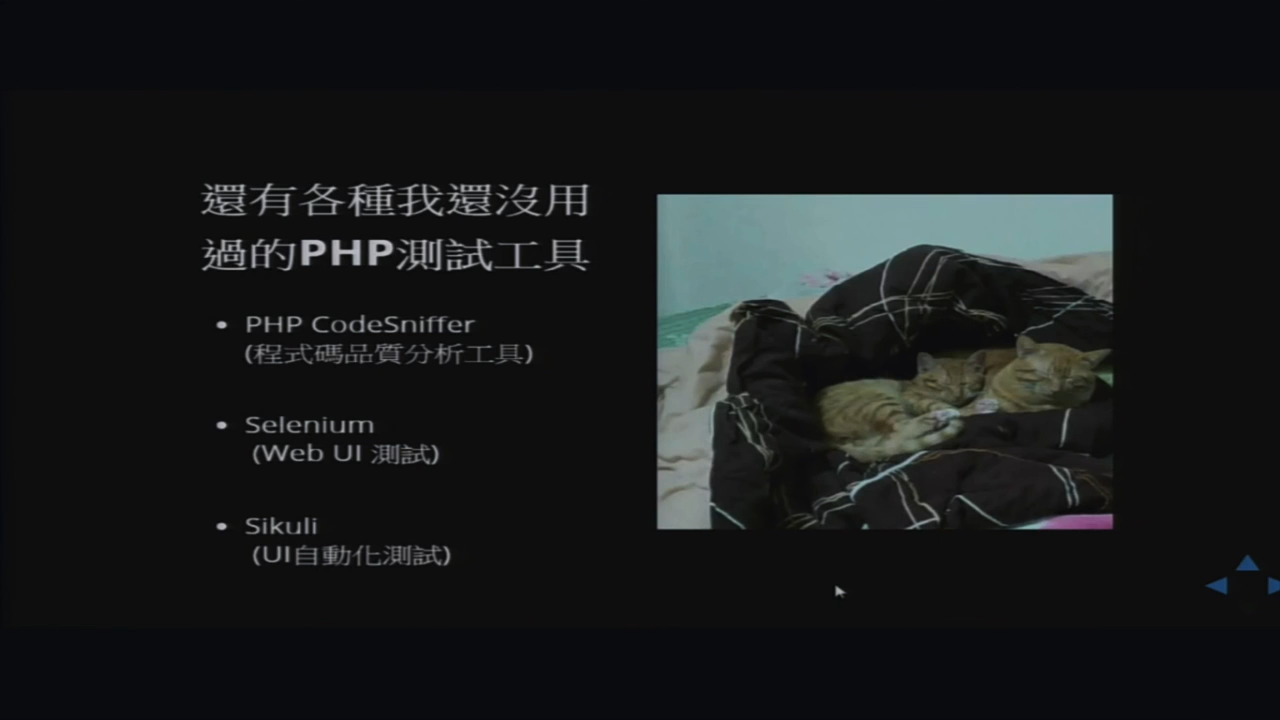 還有各種我還沒用
過的PHP測試工具
PHP CodeSniffer
(程式碼品質分析工具)
Selenium
(Web UI 測試)
Sikuli
(UI自動化測試)